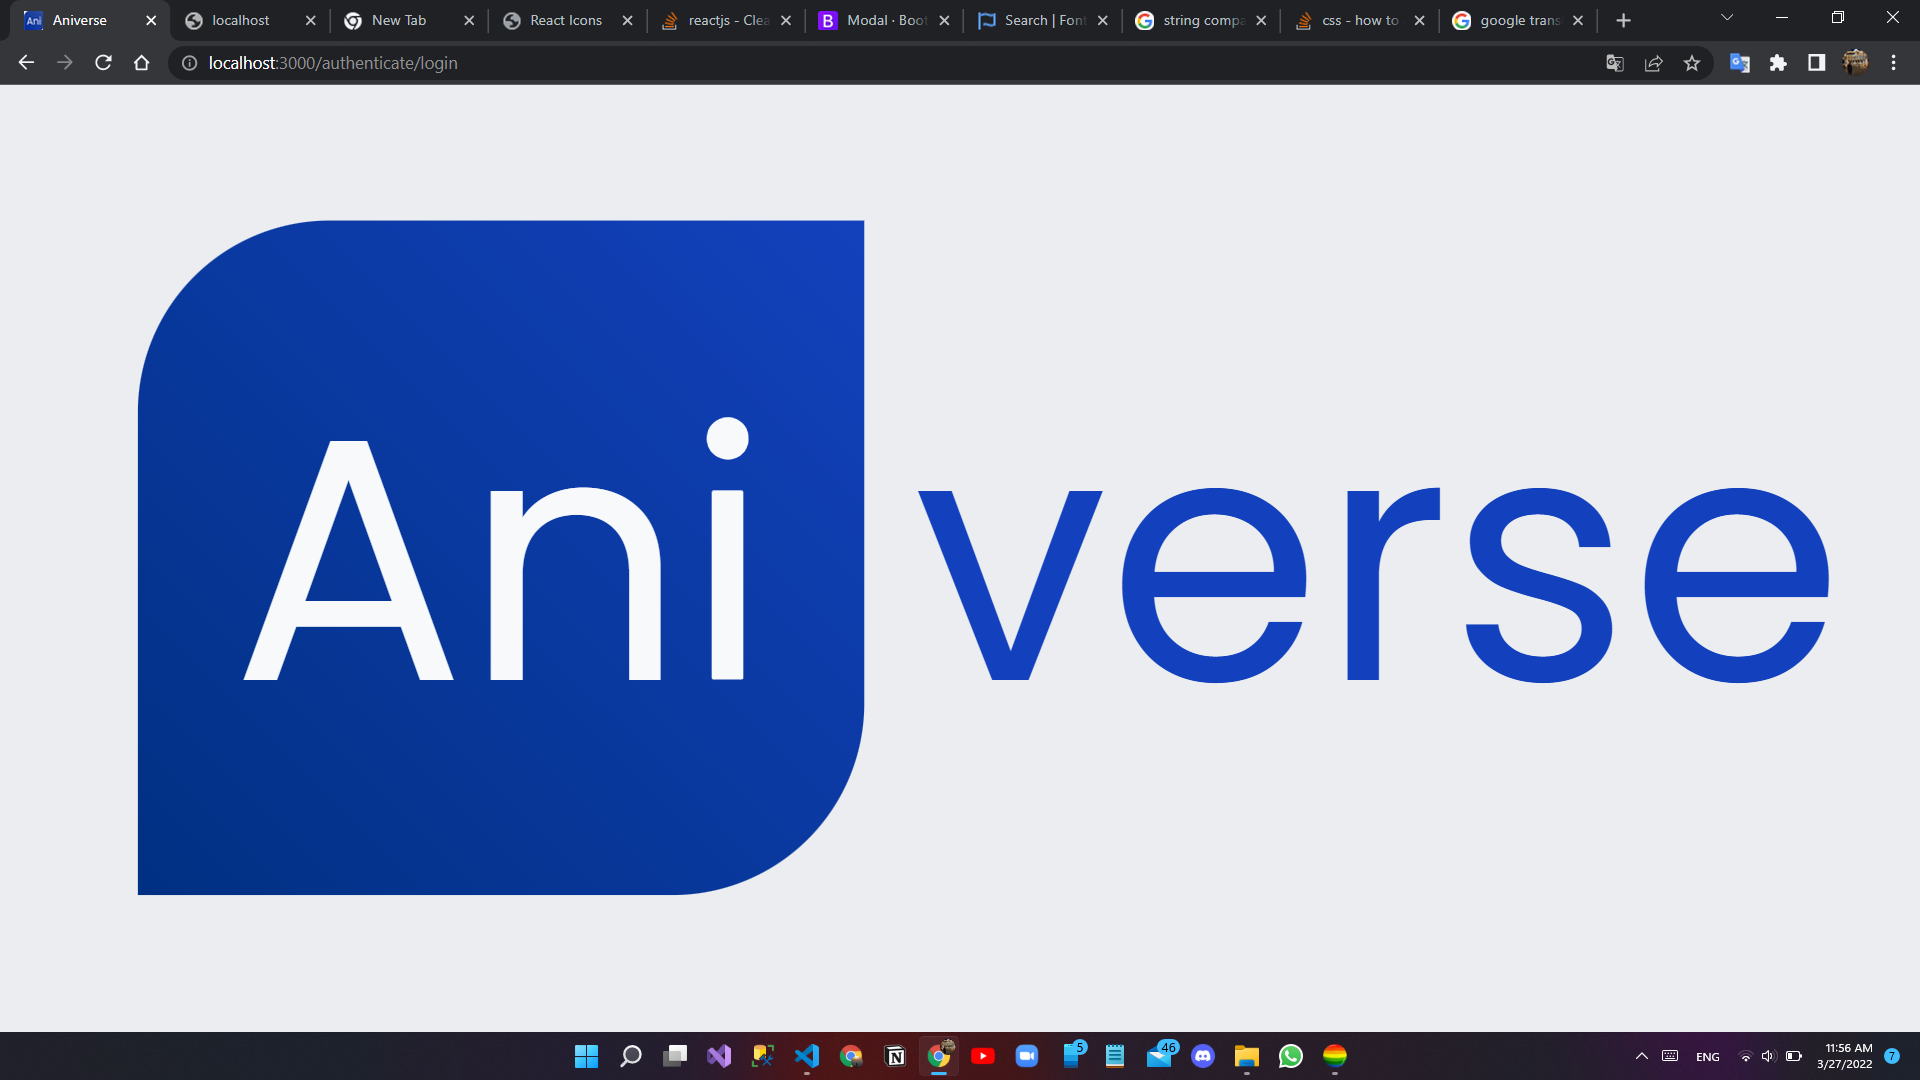 Aniverse
localhost
New Tab
React Icons
reactjs - Clea
Modal · Boot
Search | Font
string compa
css - how to
google trans
localhost:3000/authenticate/login
Ani verse
5
46
ENG
11:56 AM
3/27/2022
7